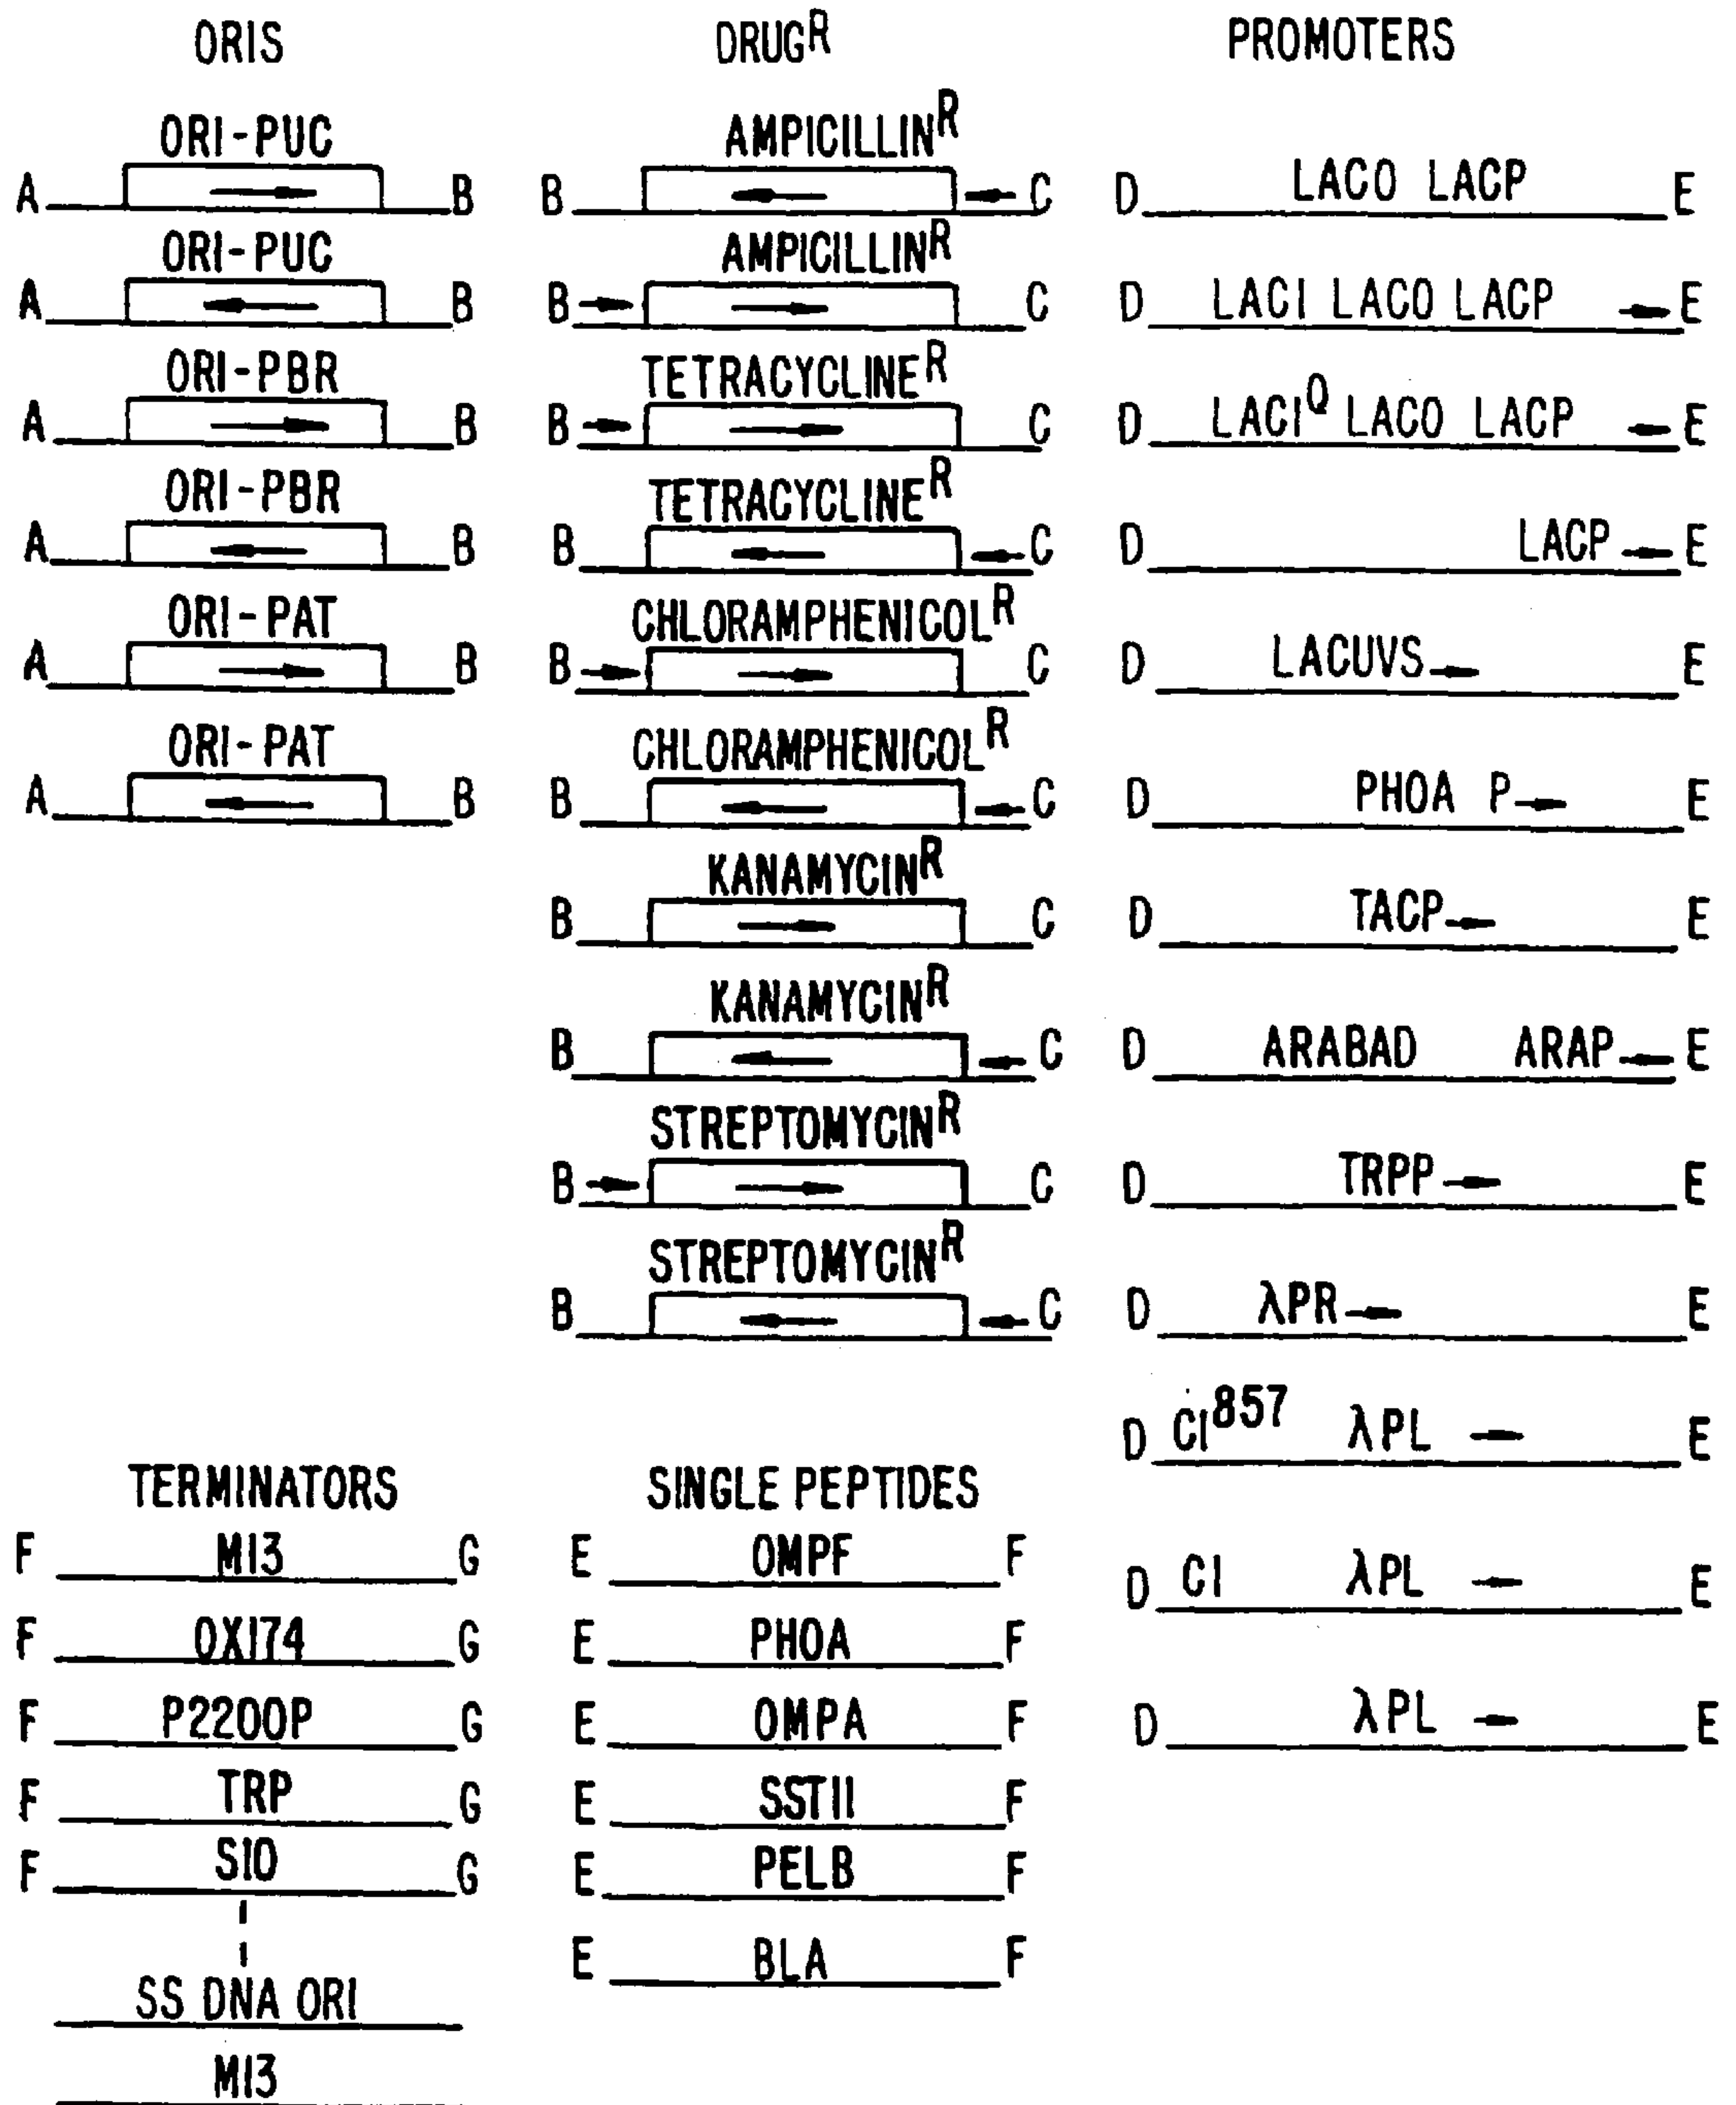 ORIS DRUGR PROMOTERS
ORI-PUC AMPICILLINR
A B B C D LACO LACP E
ORI-PUC AMPICILLINR
A B B C D LACI LACO LACP E
ORI-PBR TETRACYCLINER
A B B C D LACIQ LACO LACP E
ORI-PBR TETRACYCLINER
A B B C D LACP E
ORI-PAT CHLORAMPHENICOLR
A B B C D LACUVS E
ORI-PAT CHLORAMPHENICOLR
A B B C D PHOA P E
KANAMYCINR
B C D TACP E
KANAMYCINR
B C D ARABAD ARAP E
STREPTOMYCINR
B C D TRPP E
STREPTOMYCINR
B C D λPR E
D CI857 λPL E
D CI λPL E
D λPL E
TERMINATORS
F M13 G
F OX174 G
F P22OOP G
F TRP G
F S10 G
SS DNA ORI
M13
SINGLE PEPTIDES
E OMPF F
E PHOA F
E OMPA F
E SSTII F
E PELB F
E BLA F